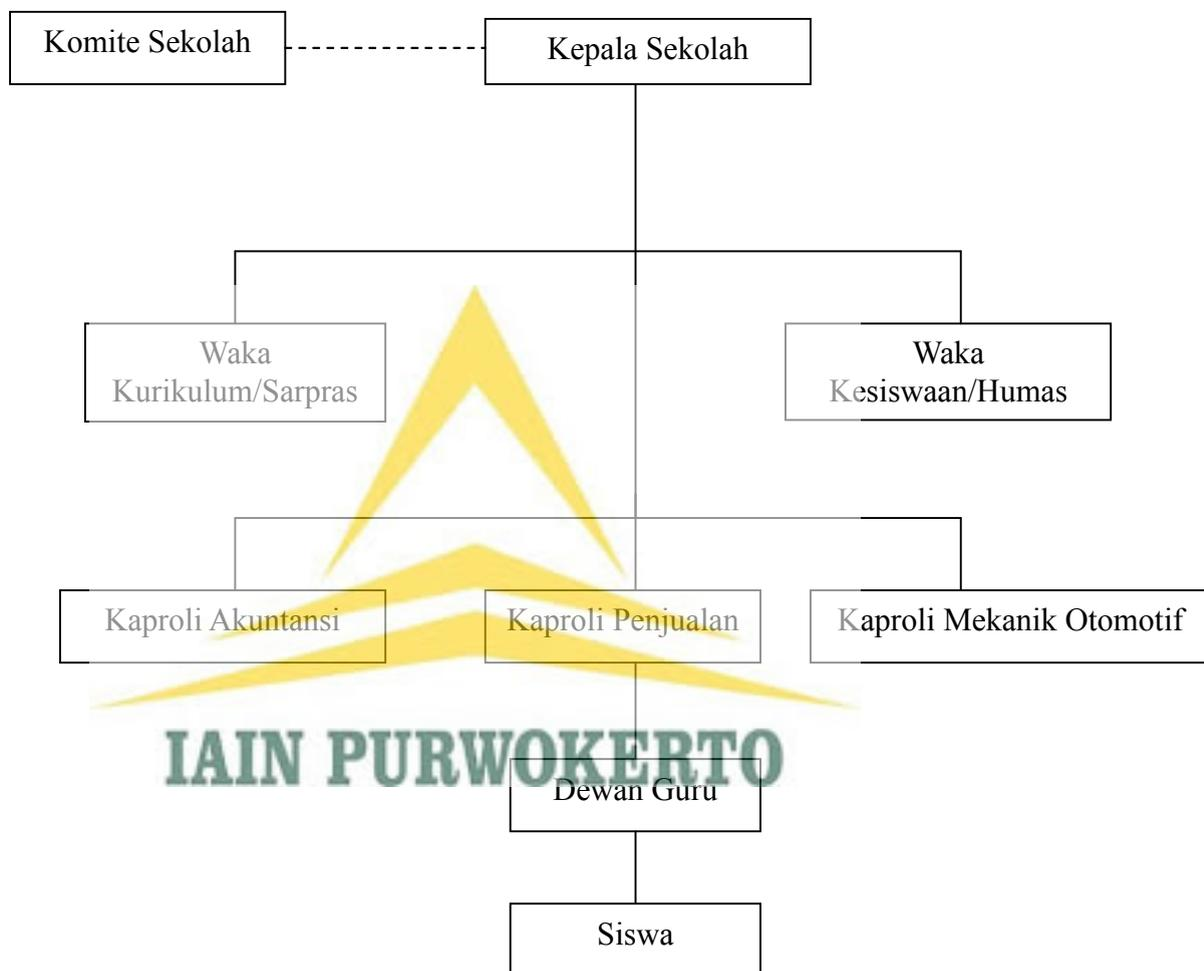 Komite Sekolah
Kepala Sekolah
Waka
Kurikulum/Sarpras
Waka
Kesiswaan/Humas
Kaproli Akuntansi
Kaproli Penjualan
Kaproli Mekanik Otomotif
IAIN PURWOKERTO
Dewan Guru
Siswa